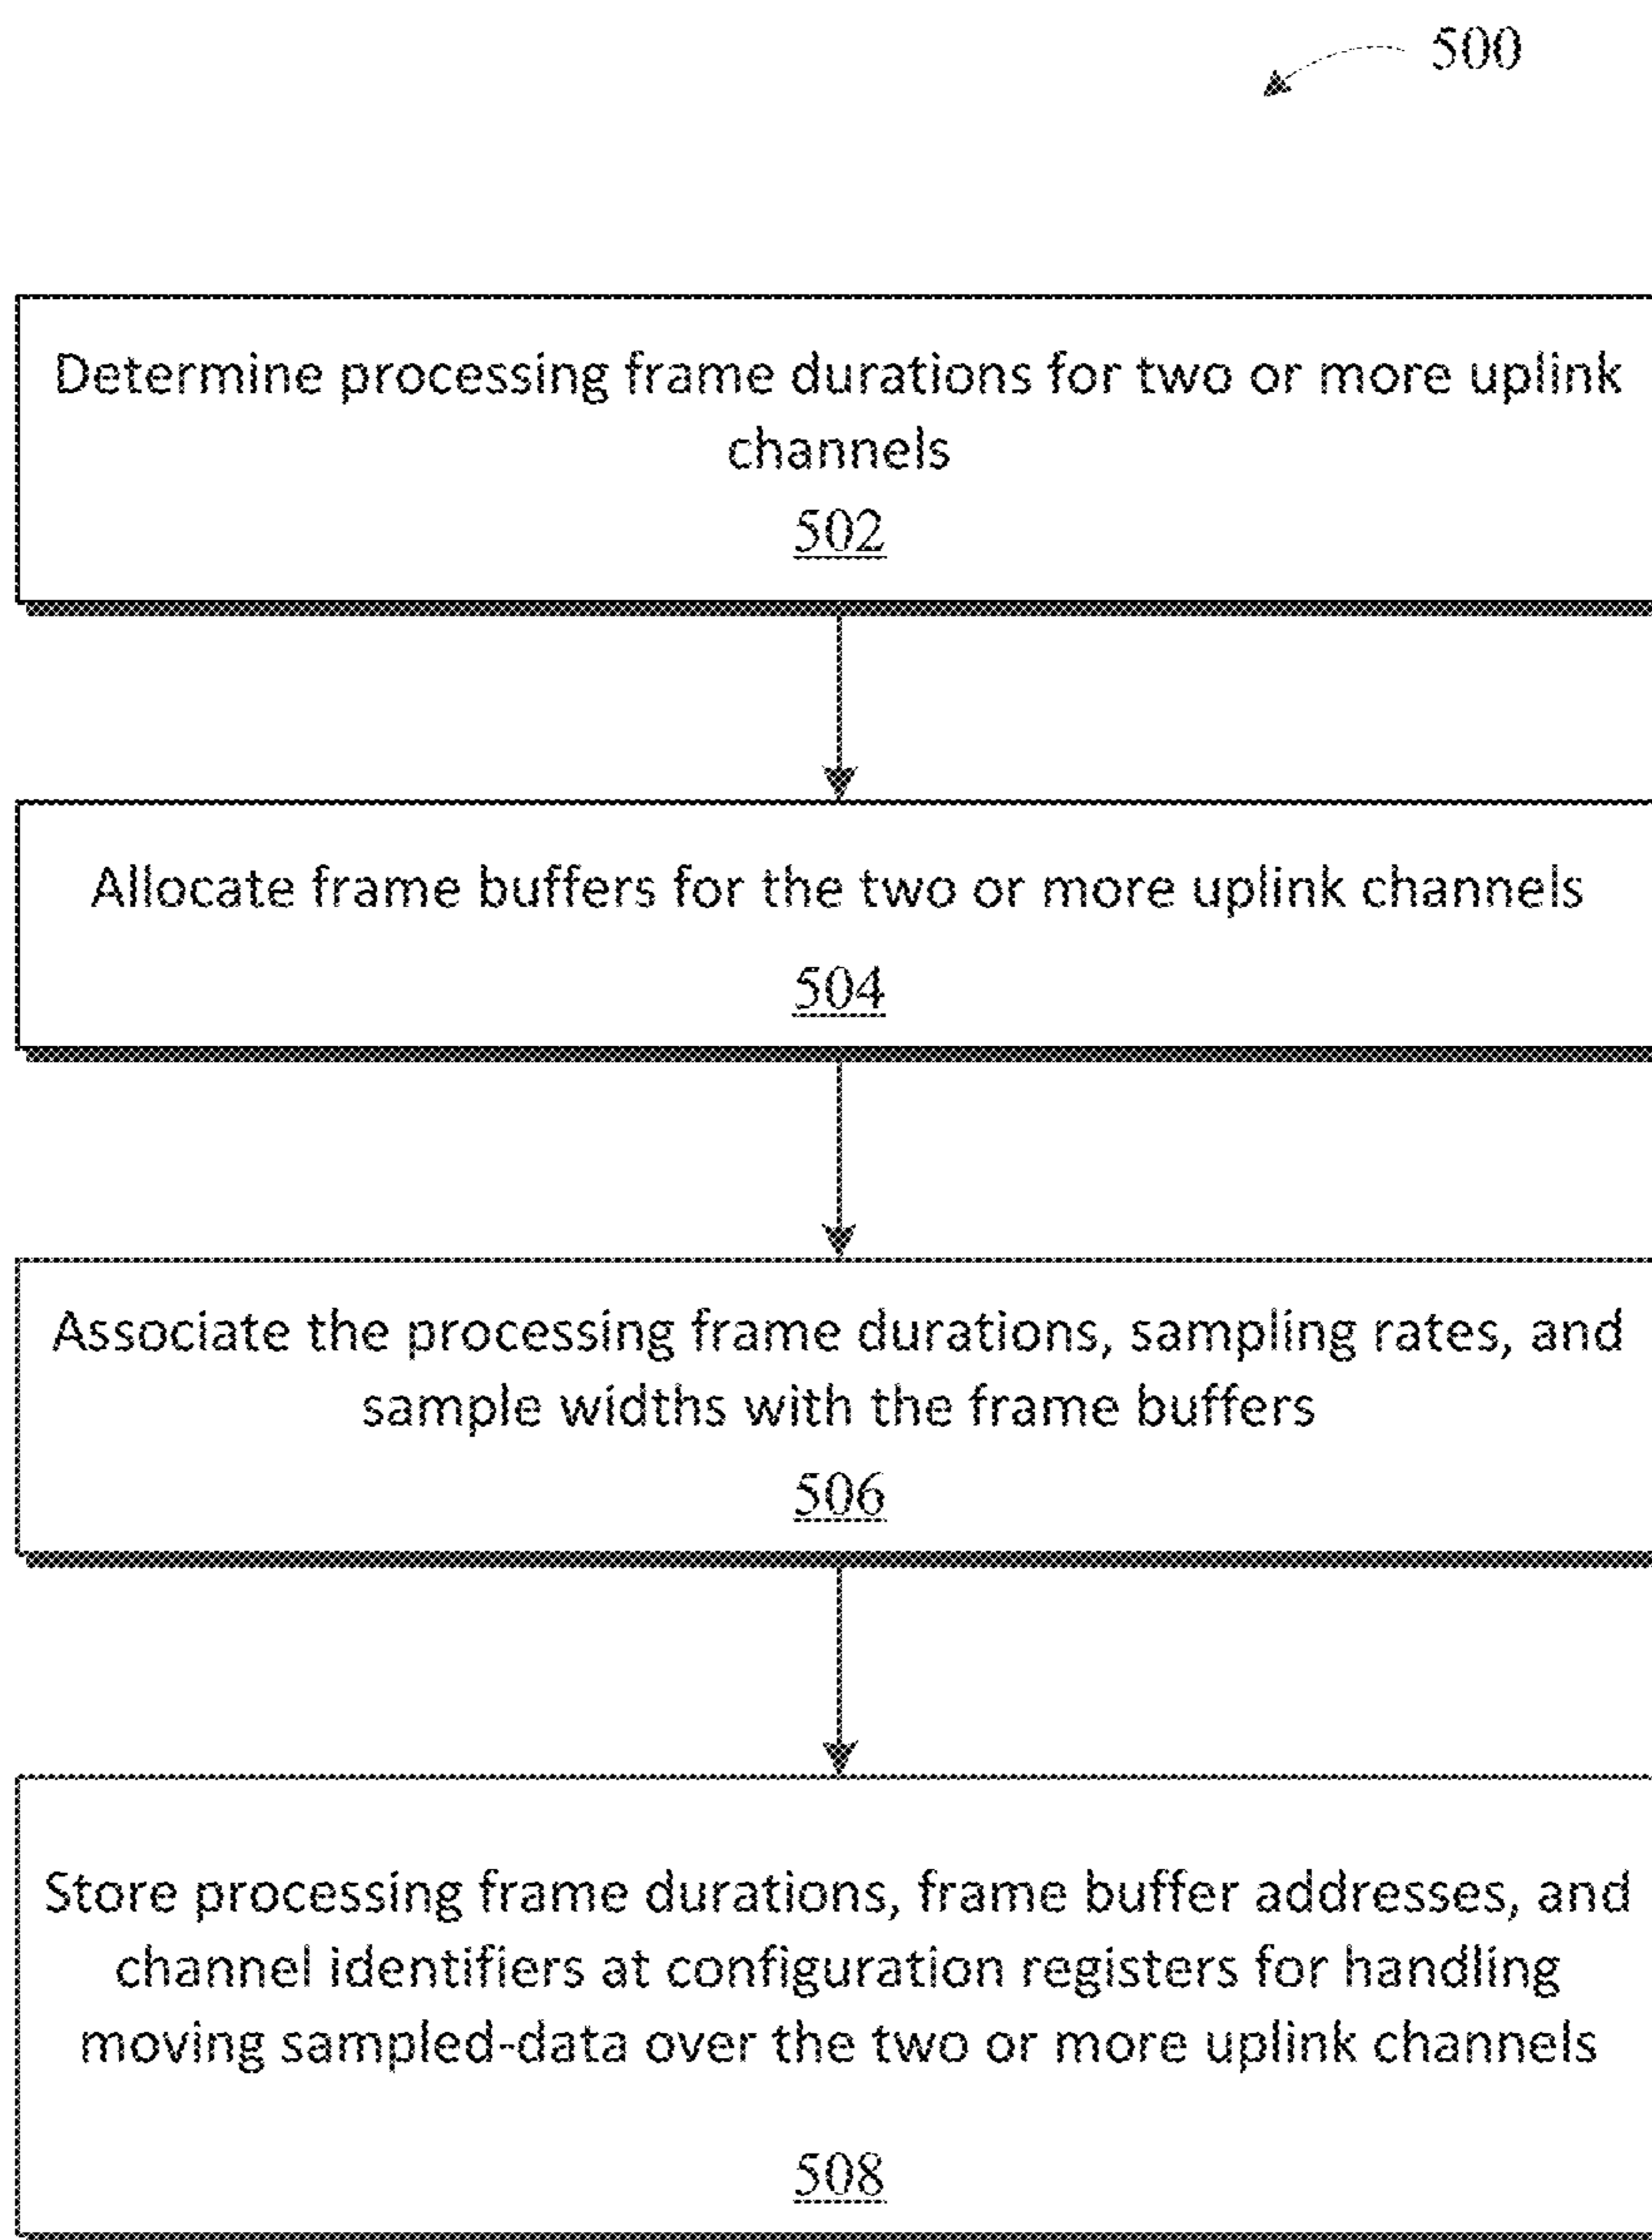 500
Determine processing frame durations for two or more uplink
channels
502
Allocate frame buffers for the two or more uplink channels
504
Associate the processing frame durations, sampling rates, and
sample widths with the frame buffers
506
Store processing frame durations, frame buffer addresses, and
channel identifiers at configuration registers for handling
moving sampled-data over the two or more uplink channels
508